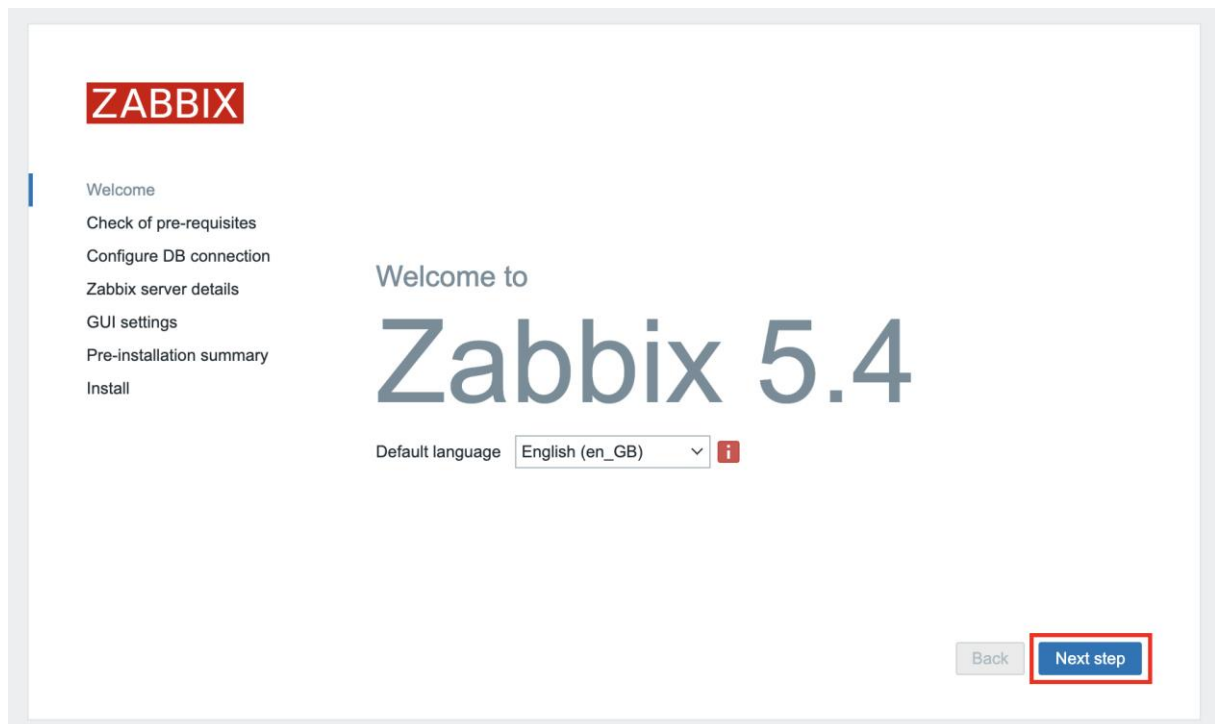 ZABBIX
Welcome
Check of pre-requisites
Configure DB connection
Zabbix server details
GUI settings
Pre-installation summary
Install
Welcome to
Zabbix 5.4
Default language English (en_GB) i
Back Next step